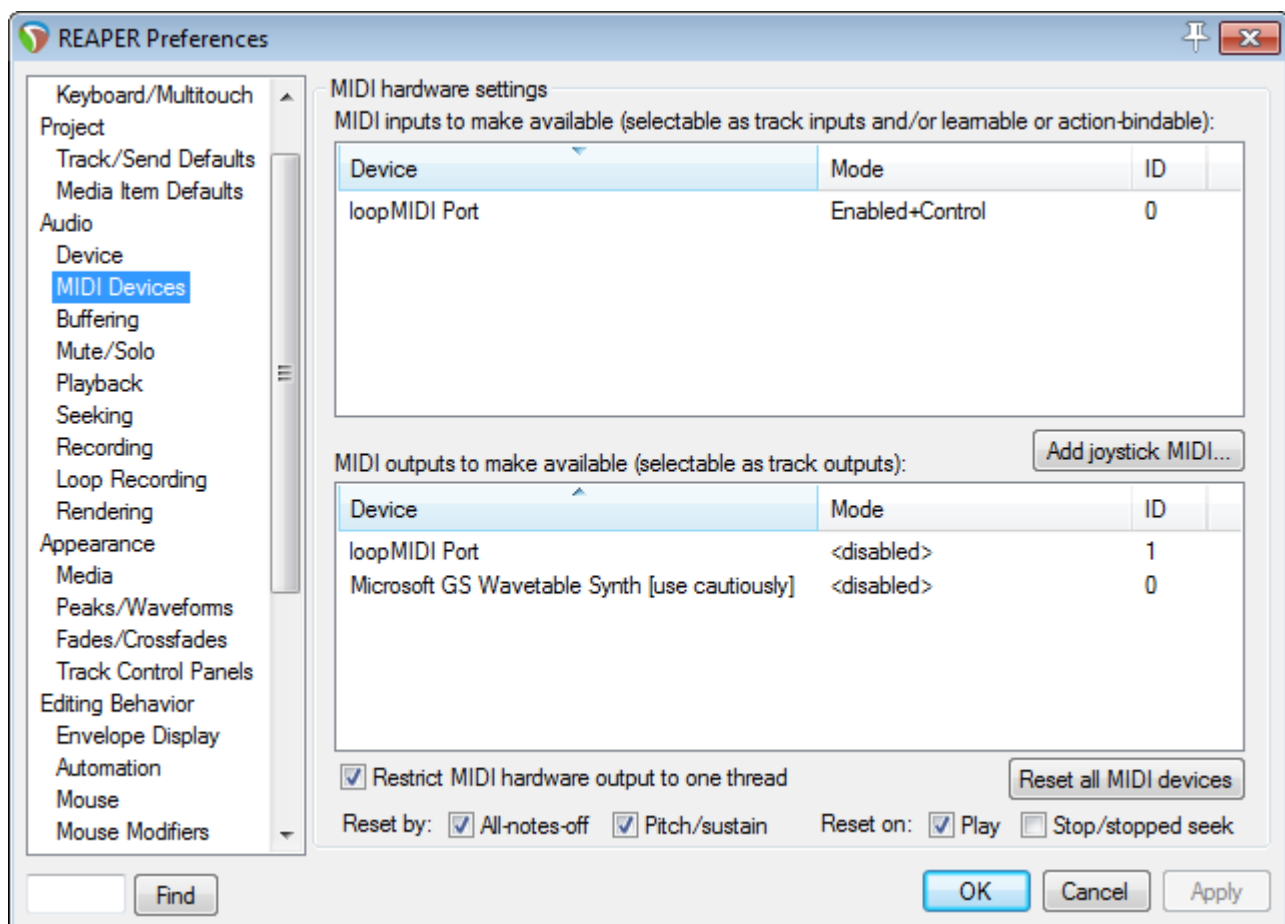 REAPER Preferences
Keyboard/Multitouch
Project
Track/Send Defaults
Media Item Defaults
Audio
Device
MIDI Devices
Buffering
Mute/Solo
Playback
Seeking
Recording
Loop Recording
Rendering
Appearance
Media
Peaks/Waveforms
Fades/Crossfades
Track Control Panels
Editing Behavior
Envelope Display
Automation
Mouse
Mouse Modifiers
Find
MIDI hardware settings
MIDI inputs to make available (selectable as track inputs and/or learnable or action-bindable):
Device Mode ID
loopMIDI Port Enabled+Control 0
Add joystick MIDI...
MIDI outputs to make available (selectable as track outputs):
Device Mode ID
loopMIDI Port <disabled> 1
Microsoft GS Wavetable Synth [use cautiously] <disabled> 0
Restrict MIDI hardware output to one thread Reset all MIDI devices
Reset by: All-notes-off Pitch/sustain Reset on: Play Stop/stopped seek
OK Cancel Apply